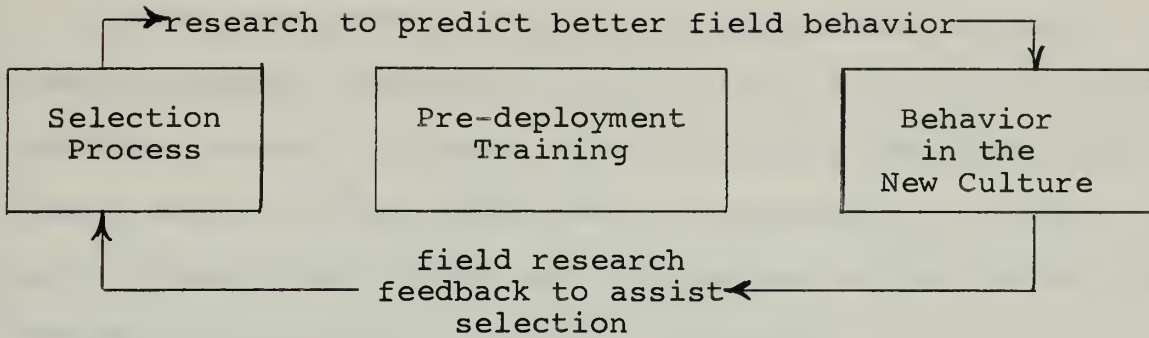 research to predict better field behavior
Selection
Process
Pre-deployment
Training
Behavior
in the
New Culture
field research
feedback to assist
selection